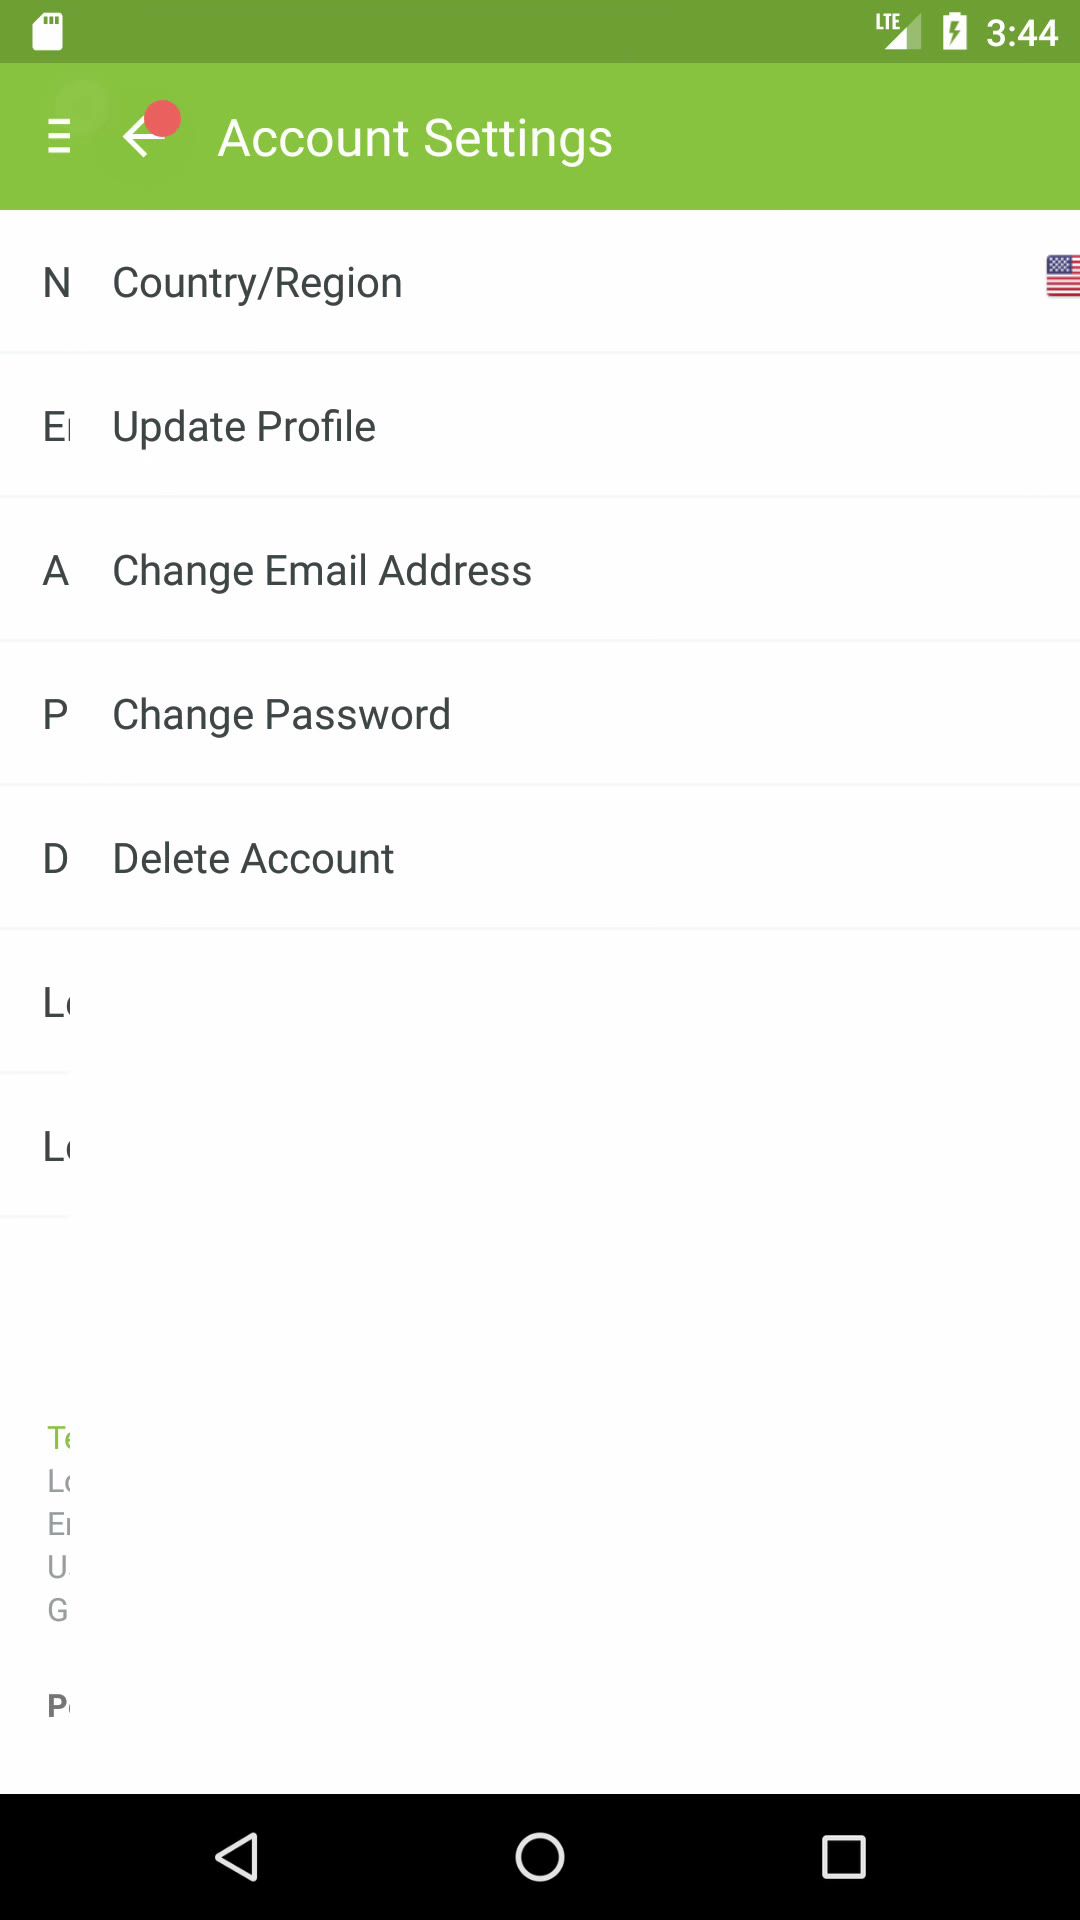 LTE 3:44
Account Settings
N Country/Region
E Update Profile
A Change Email Address
P Change Password
D Delete Account
L
L
T
L
E
U
G
P